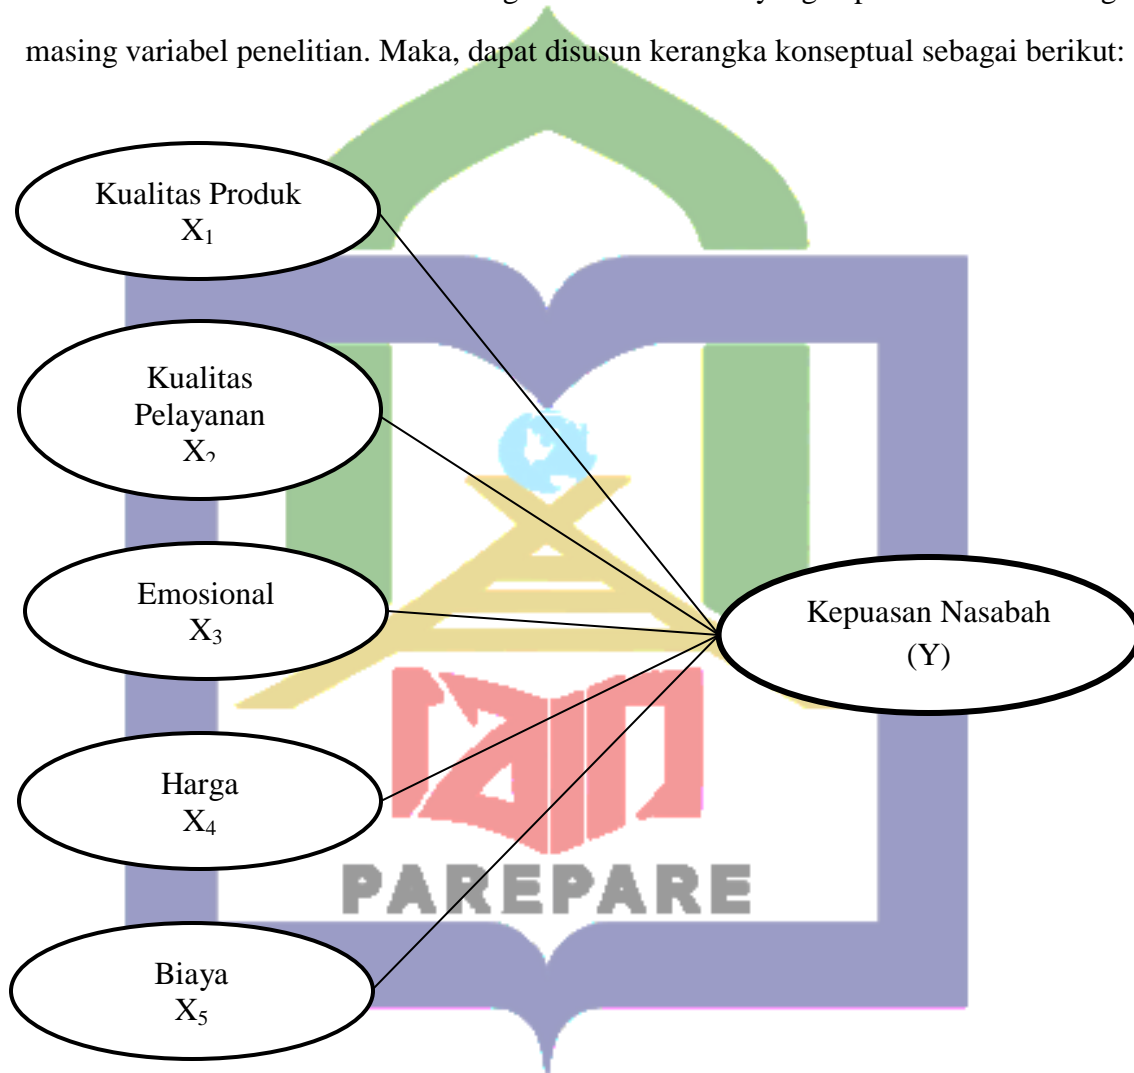 masing variabel penelitian. Maka, dapat disusun kerangka konseptual sebagai berikut:
Kualitas Produk
X₁
Kualitas
Pelayanan
X₂
Emosional
X₃
Kepuasan Nasabah
(Y)
Harga
X₄
PAREPARE
Biaya
X₅